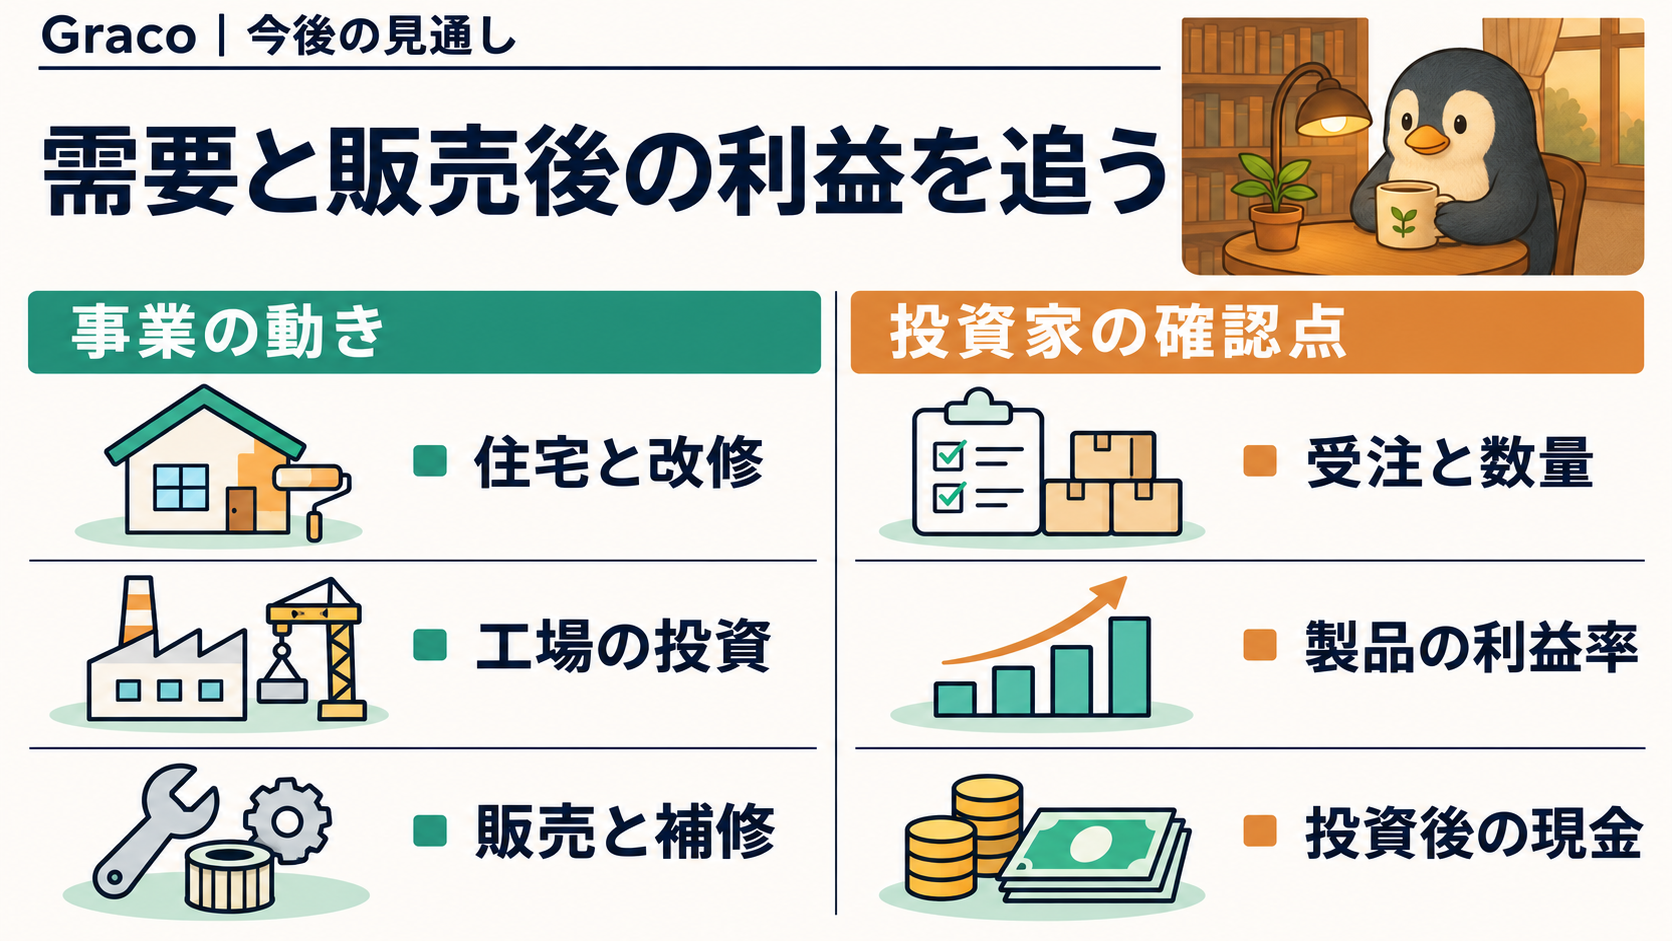 Graco｜今後の見通し
需要と販売後の利益を追う
事業の動き
住宅と改修
工場の投資
販売と補修
投資家の確認点
受注と数量
製品の利益率
投資後の現金